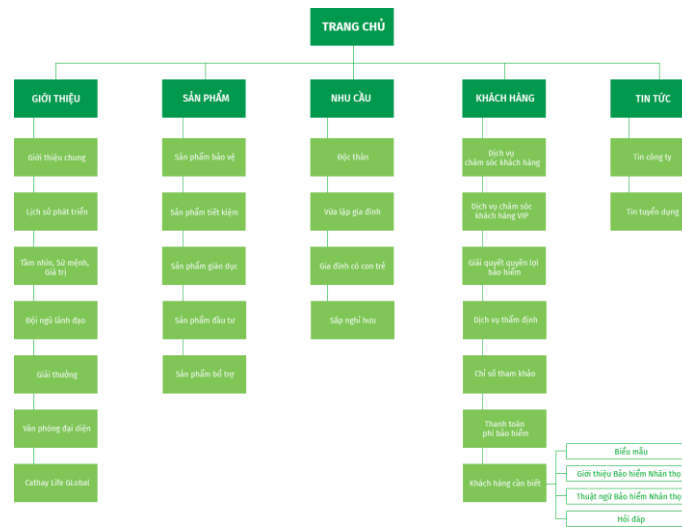 TRANG CHỦ
GIỚI THIỆU
Giới thiệu chung
Lịch sử phát triển
Tầm nhìn, Sứ mệnh,
Giá trị
Đội ngũ lãnh đạo
Giải thưởng
Văn phòng đại diện
Cathay Life GLobal
SẢN PHẨM
Sản phẩm bảo vệ
Sản phẩm tiết kiệm
Sản phẩm giáo dục
Sản phẩm đầu tư
Sản phẩm bổ trợ
NHU CẦU
Độc thân
Vừa lập gia đình
Gia đình có con trẻ
Sắp nghỉ hưu
KHÁCH HÀNG
Dịch vụ
chăm sóc khách hàng
Dịch vụ chăm sóc
khách hàng VIP
Giải quyết quyền lợi
bảo hiểm
Dịch vụ thẩm định
Chỉ số tham khảo
Thanh toán
phí bảo hiểm
Khách hàng cần biết
Biểu mẫu
Giới thiệu Bảo hiểm Nhân thọ
Thuật ngữ Bảo hiểm Nhân thọ
Hỏi đáp
TIN TỨC
Tin công ty
Tin tuyển dụng